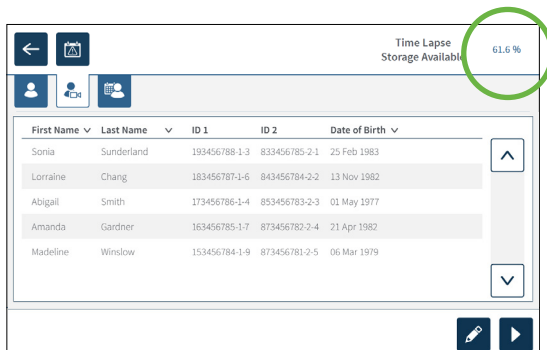 Time Lapse
Storage Available 61.6 %
First Name Last Name ID 1 ID 2 Date of Birth
Sonia Sunderland 193456788-1-3 833456785-2-1 25 Feb 1983
Lorraine Chang 183456787-1-6 843456784-2-2 13 Nov 1982
Abigail Smith 173456786-1-4 853456783-2-3 01 May 1977
Amanda Gardner 163456785-1-7 873456782-2-4 21 Apr 1982
Madeline Winslow 153456784-1-9 873456781-2-5 06 Mar 1979